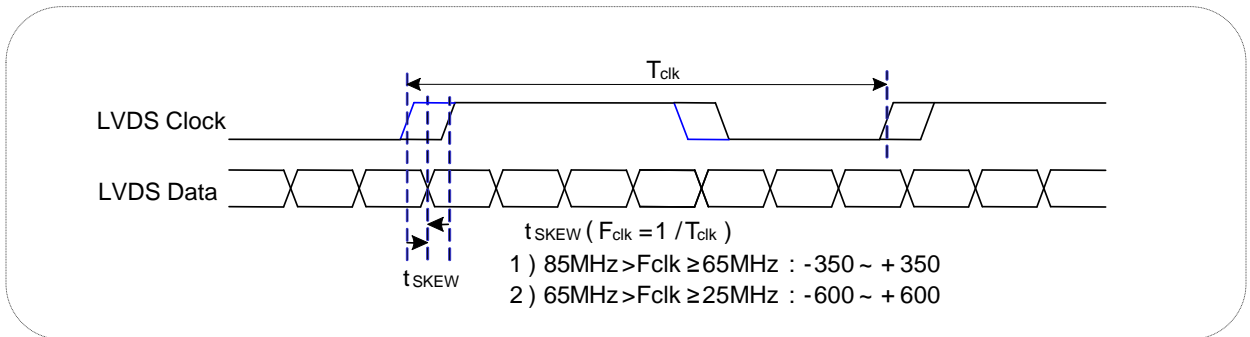 Tclk
LVDS Clock
LVDS Data
tSKEW ( Fclk = 1 / Tclk )
1 ) 85MHz > Fclk ≥ 65MHz : -350 ~ + 350
2 ) 65MHz > Fclk ≥ 25MHz : -600 ~ + 600
tSKEW